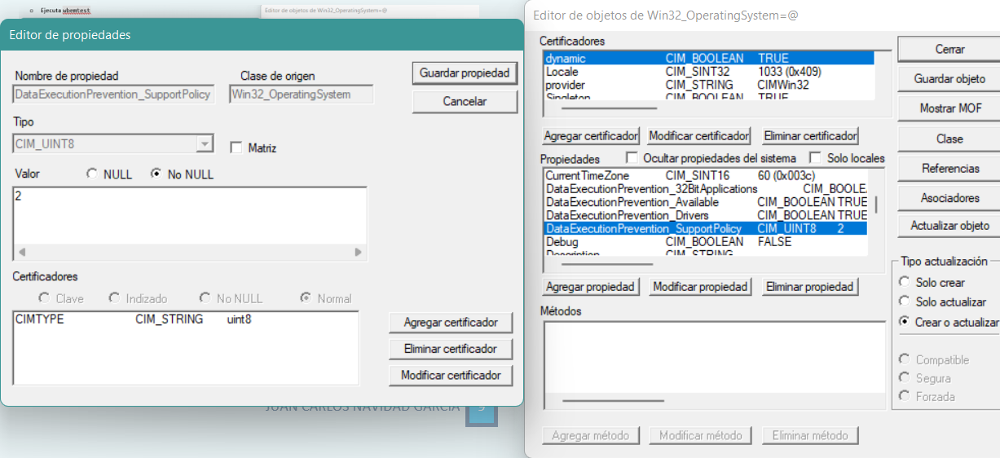 o Ejecuta wbemtest
Editor de objetos de Win32_OperatingSystem=@
Editor de propiedades
Nombre de propiedad Clase de origen Guardar propiedad
DataExecutionPrevention_SupportPolicy Win32_OperatingSystem
Cancelar
Tipo
CIM_UINT8 Matriz
Valor NULL No NULL
2
Certificadores
Clave Indizado No NULL Normal
CIMTYPE CIM_STRING uint8
Agregar certificador
Eliminar certificador
Modificar certificador
JUAN CARLOS NAVIDAD GARCIA 9
Editor de objetos de Win32_OperatingSystem=@
Certificadores
dynamic CIM_BOOLEAN TRUE
Locale CIM_SINT32 1033 (0x409)
provider CIM_STRING CIMWin32
Singleton CIM_BOOLEAN TRUE
Agregar certificador Modificar certificador Eliminar certificador
Propiedades Ocultar propiedades del sistema Solo locales
CurrentTimeZone CIM_SINT16 60 (0x003c)
DataExecutionPrevention_32BitApplications CIM_BOOLEA
DataExecutionPrevention_Available CIM_BOOLEAN TRUE
DataExecutionPrevention_Drivers CIM_BOOLEAN TRUE
DataExecutionPrevention_SupportPolicy CIM_UINT8 2
Debug CIM_BOOLEAN FALSE
Description CIM_STRING
Agregar propiedad Modificar propiedad Eliminar propiedad
Métodos
Agregar método Modificar método Eliminar método
Cerrar
Guardar objeto
Mostrar MOF
Clase
Referencias
Asociadores
Actualizar objeto
Tipo actualización
Solo crear
Solo actualizar
Crear o actualizar
Compatible
Segura
Forzada